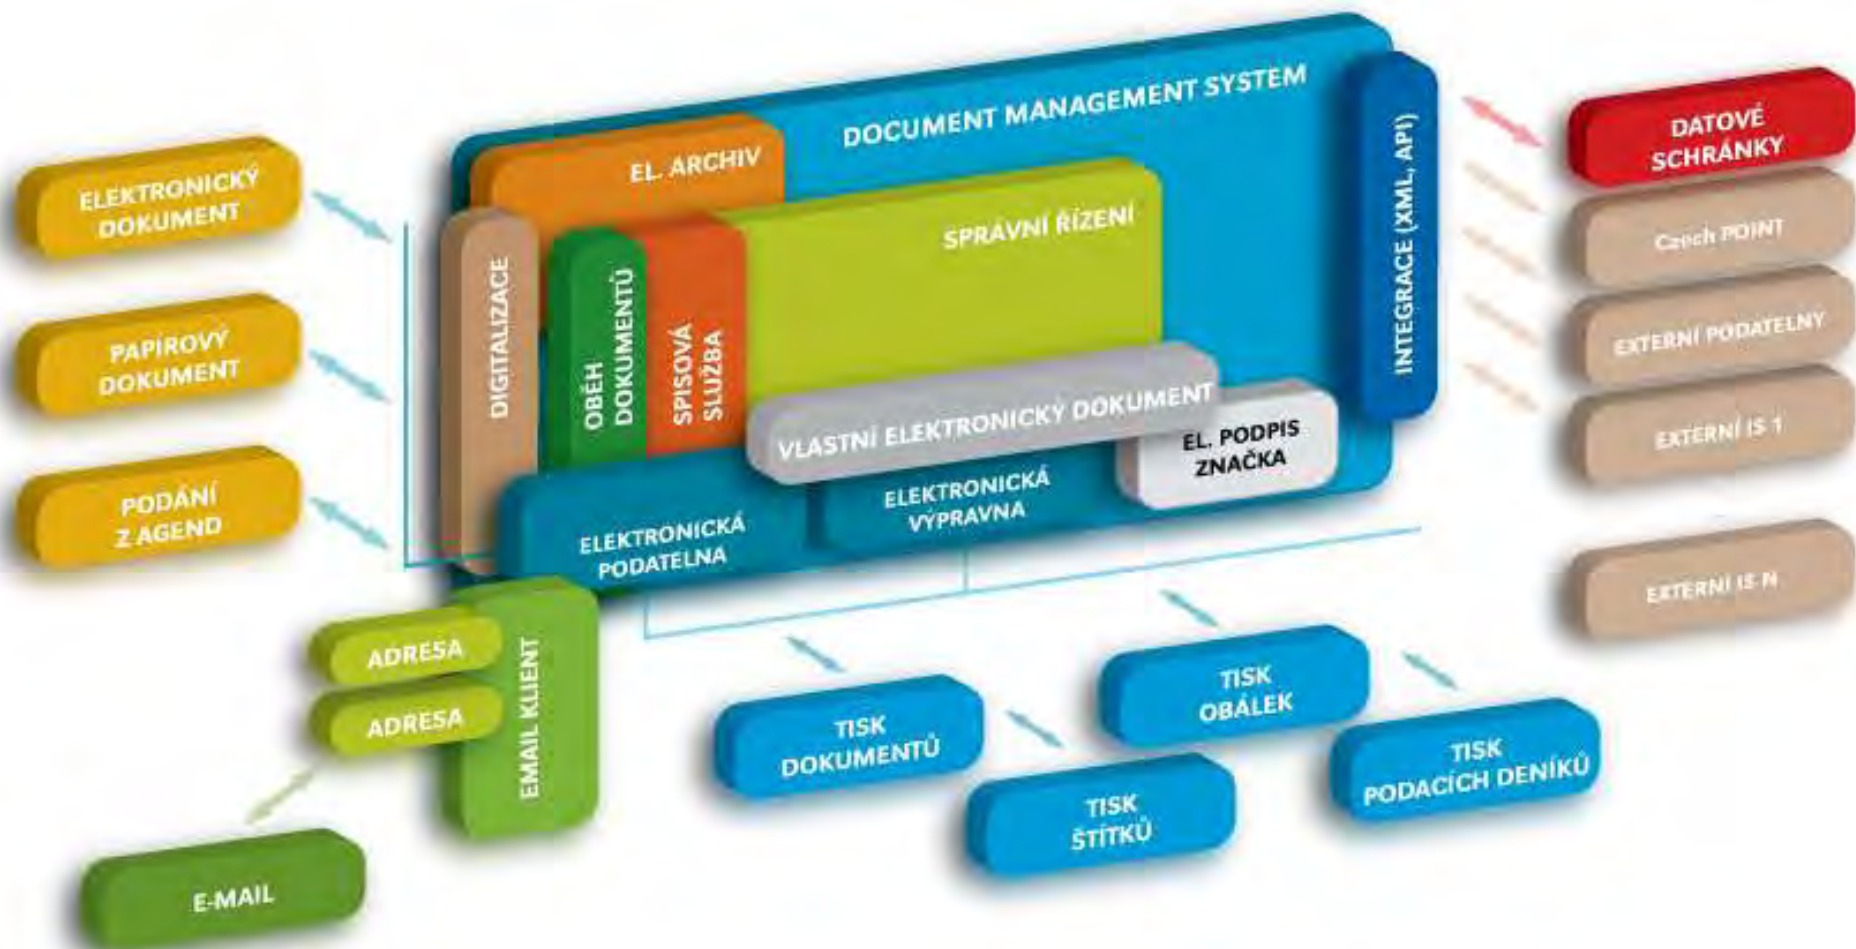 DOCUMENT MANAGEMENT SYSTEM
EL. ARCHIV
SPRÁVNÍ ŘÍZENÍ
INTEGRACE (XML, API)
DIGITALIZACE
OBĚH
DOKUMENTŮ
SPISOVÁ
SLUŽBA
VLASTNÍ ELEKTRONICKÝ DOKUMENT
EL. PODPIS
ZNAČKA
ELEKTRONICKÁ
PODATELNA
ELEKTRONICKÁ
VÝPRAVNA
ELEKTRONICKÝ
DOKUMENT
PAPÍROVÝ
DOKUMENT
PODÁNÍ
Z AGEND
DATOVÉ
SCHRÁNKY
Czech POINT
EXTERNÍ PODATELNY
EXTERNÍ IS 1
EXTERNÍ IS N
ADRESA
ADRESA
EMAIL KLIENT
E-MAIL
TISK
DOKUMENTŮ
TISK
ŠTÍTKŮ
TISK
OBÁLEK
TISK
PODACÍCH DENÍKŮ